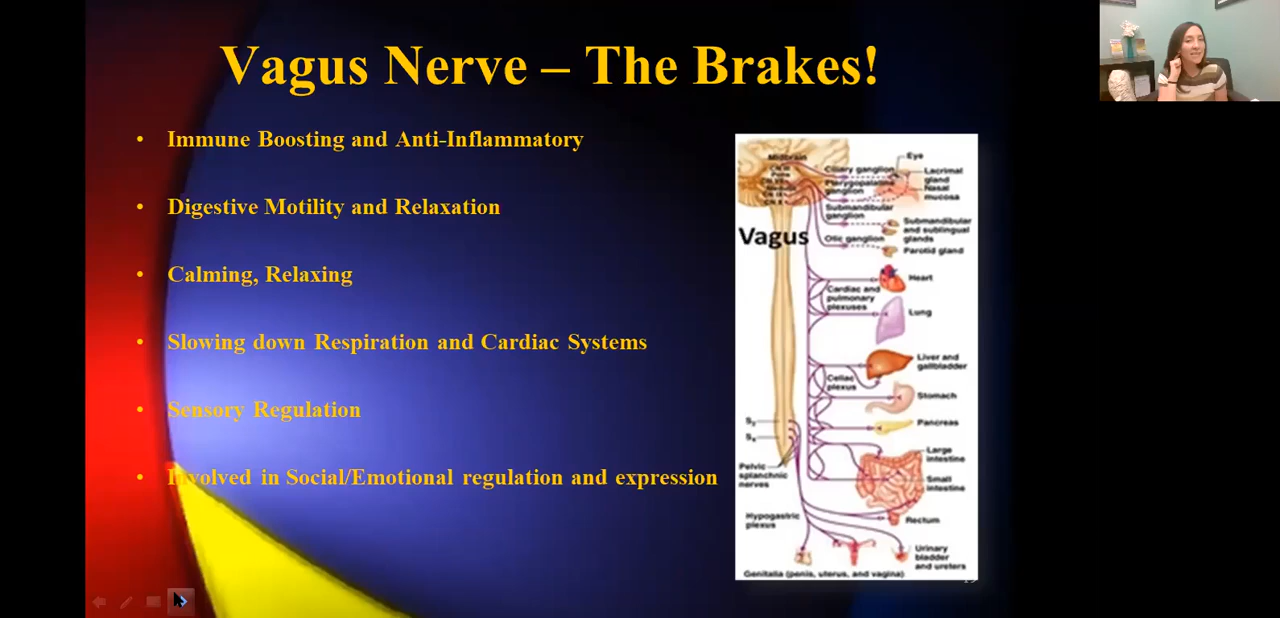 Vagus Nerve – The Brakes!
• Immune Boosting and Anti-Inflammatory
• Digestive Motility and Relaxation
• Calming, Relaxing
• Slowing down Respiration and Cardiac Systems
• Sensory Regulation
• Involved in Social/Emotional regulation and expression
Midbrain
CN III
Pons
Ciliary ganglion
Eye
Lacrimal
gland
Nasal
mucosa
Pterygopalatine
ganglion
Submandibular
ganglion
Submandibular
and sublingual
glands
Vagus
Otic ganglion
Parotid gland
Heart
Cardiac and
pulmonary
plexuses
Lung
Liver and
gallbladder
Celiac
plexus
Stomach
Pancreas
S2
S4
Large
intestine
Pelvic
splanchnic
nerves
Small
intestine
Hypogastric
plexus
Rectum
Urinary
bladder
and ureters
Genitalia (penis, uterus, and vagina)